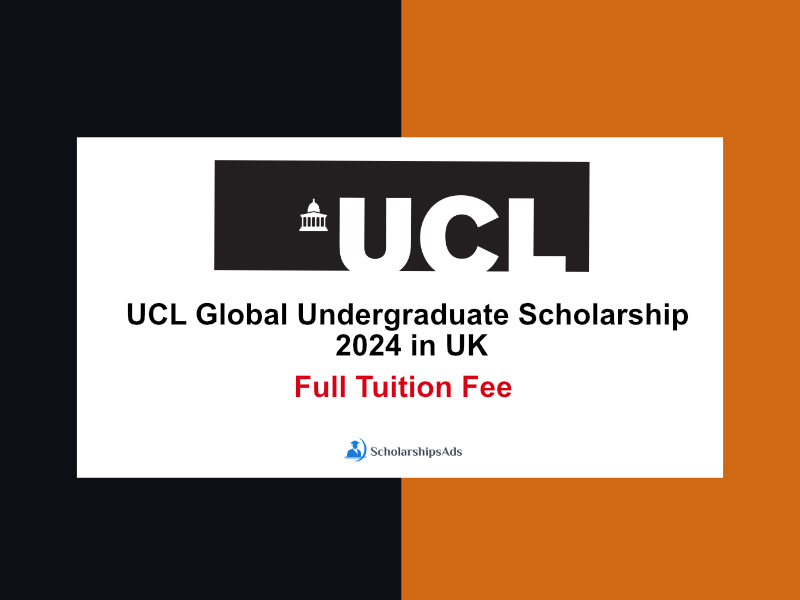 UCL
UCL Global Undergraduate Scholarship
2024 in UK
Full Tuition Fee
ScholarshipsAds